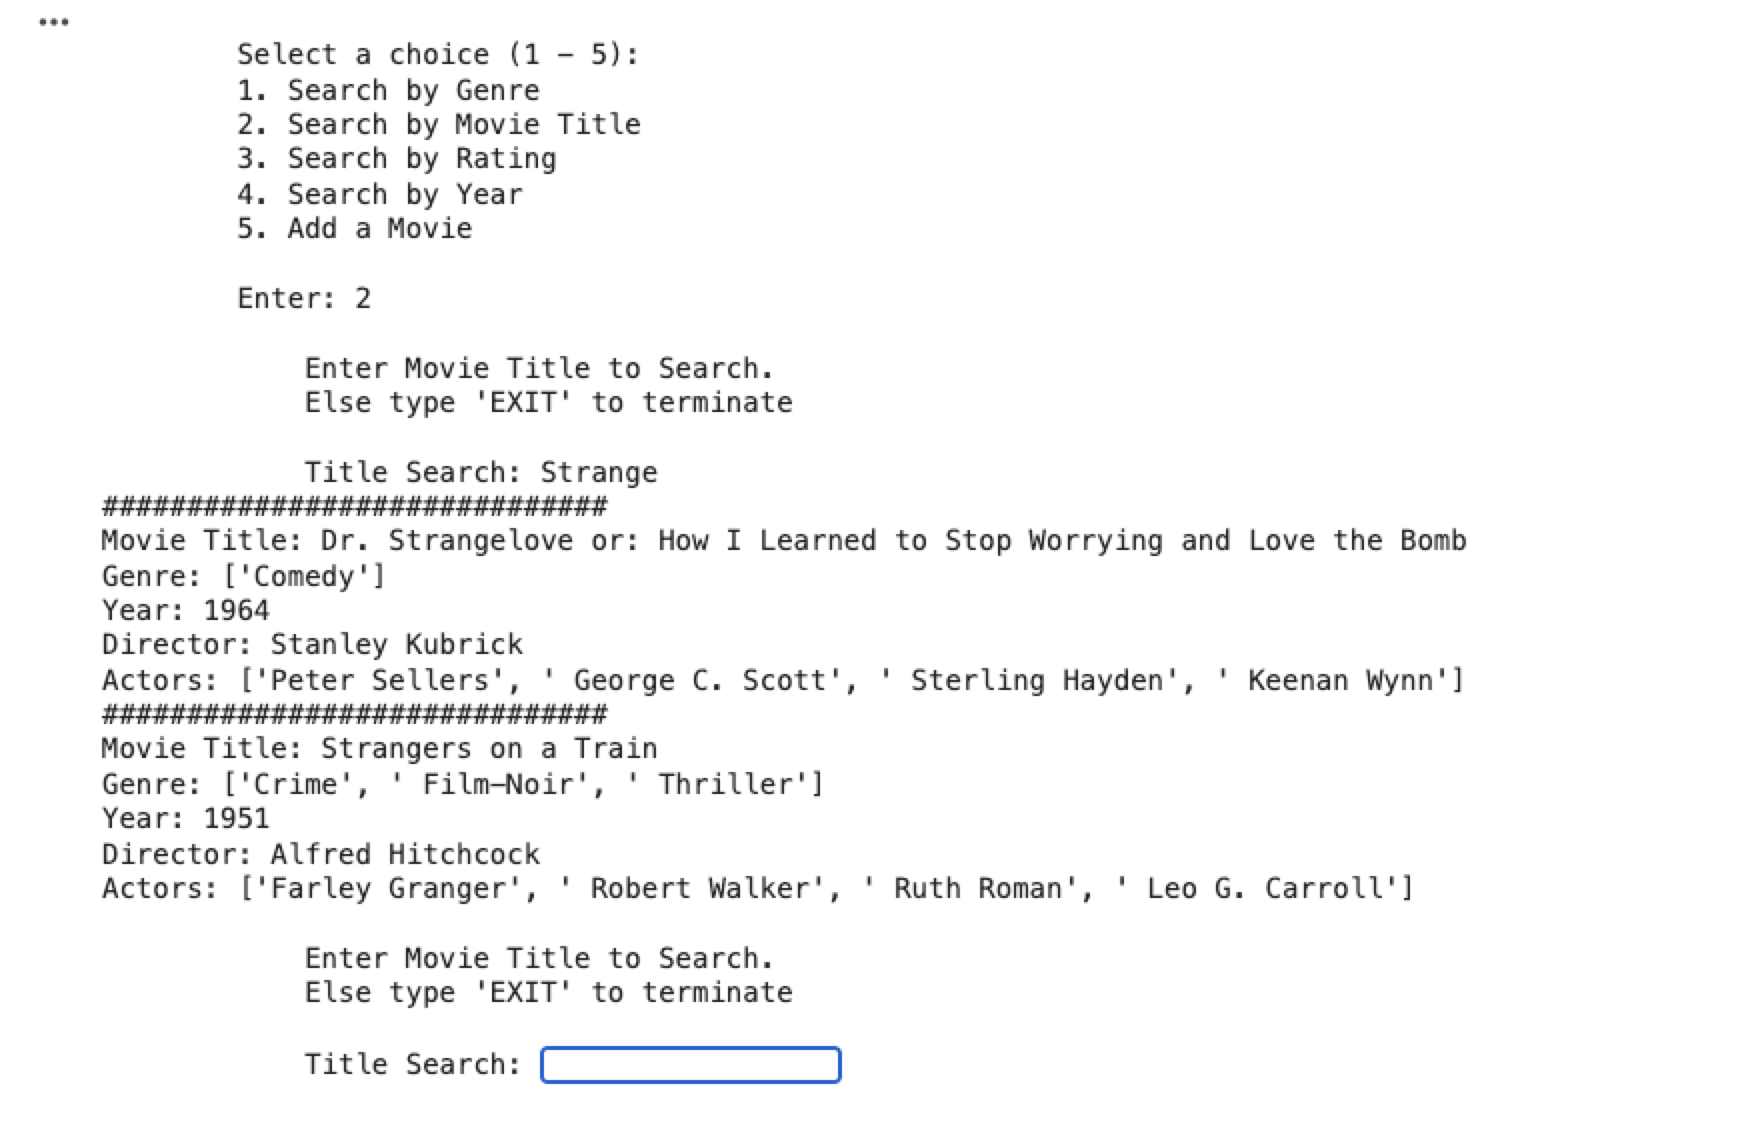 Select a choice (1 – 5):
1. Search by Genre
2. Search by Movie Title
3. Search by Rating
4. Search by Year
5. Add a Movie
Enter: 2
Enter Movie Title to Search.
Else type 'EXIT' to terminate
Title Search: Strange
##############################
Movie Title: Dr. Strangelove or: How I Learned to Stop Worrying and Love the Bomb
Genre: ['Comedy']
Year: 1964
Director: Stanley Kubrick
Actors: ['Peter Sellers', ' George C. Scott', ' Sterling Hayden', ' Keenan Wynn']
##############################
Movie Title: Strangers on a Train
Genre: ['Crime', ' Film–Noir', ' Thriller']
Year: 1951
Director: Alfred Hitchcock
Actors: ['Farley Granger', ' Robert Walker', ' Ruth Roman', ' Leo G. Carroll']
Enter Movie Title to Search.
Else type 'EXIT' to terminate
Title Search: